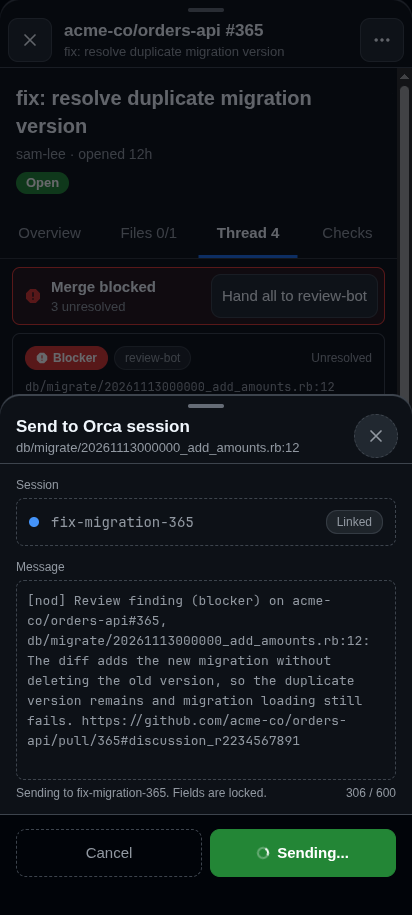 acme-co/orders-api #365
fix: resolve duplicate migration version
fix: resolve duplicate migration
version
sam-lee · opened 12h
Open
Overview Files 0/1 Thread 4 Checks
Merge blocked
3 unresolved
Hand all to review-bot
Blocker review-bot Unresolved
db/migrate/20261113000000_add_amounts.rb:12
Send to Orca session
db/migrate/20261113000000_add_amounts.rb:12
Session
fix-migration-365 Linked
Message
[nod] Review finding (blocker) on acme-
co/orders-api#365,
db/migrate/20261113000000_add_amounts.rb:12:
The diff adds the new migration without
deleting the old version, so the duplicate
version remains and migration loading still
fails. https://github.com/acme-co/orders-
api/pull/365#discussion_r2234567891
Sending to fix-migration-365. Fields are locked. 306 / 600
Cancel Sending...